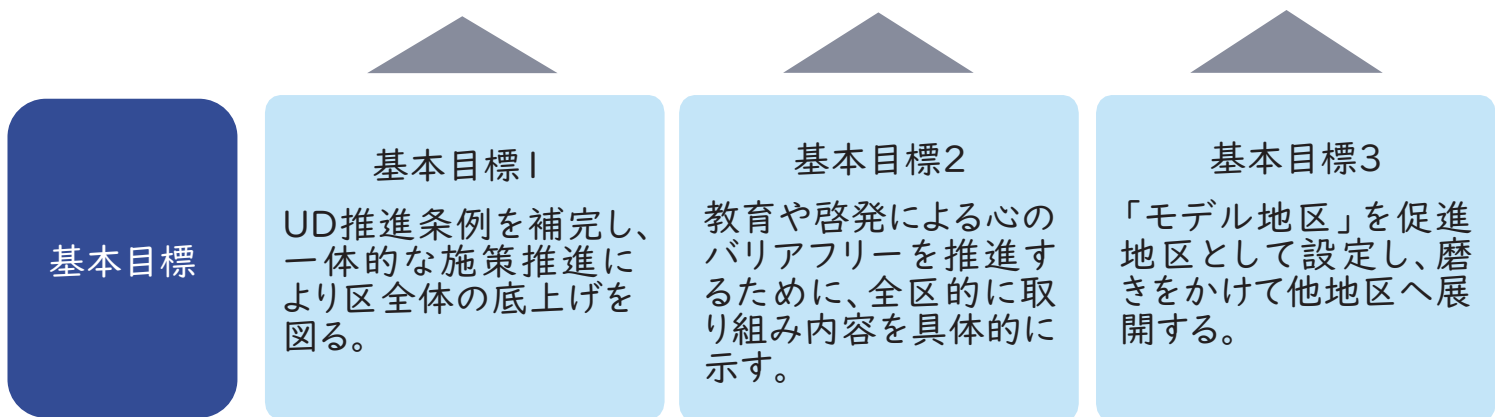 基本目標
基本目標1
UD推進条例を補完し、
一体的な施策推進に
より区全体の底上げを
図る。
基本目標2
教育や啓発による心の
バリアフリーを推進す
るために、全区的に取
り組み内容を具体的に
示す。
基本目標3
「モデル地区」を促進
地区として設定し、磨
きをかけて他地区へ展
開する。